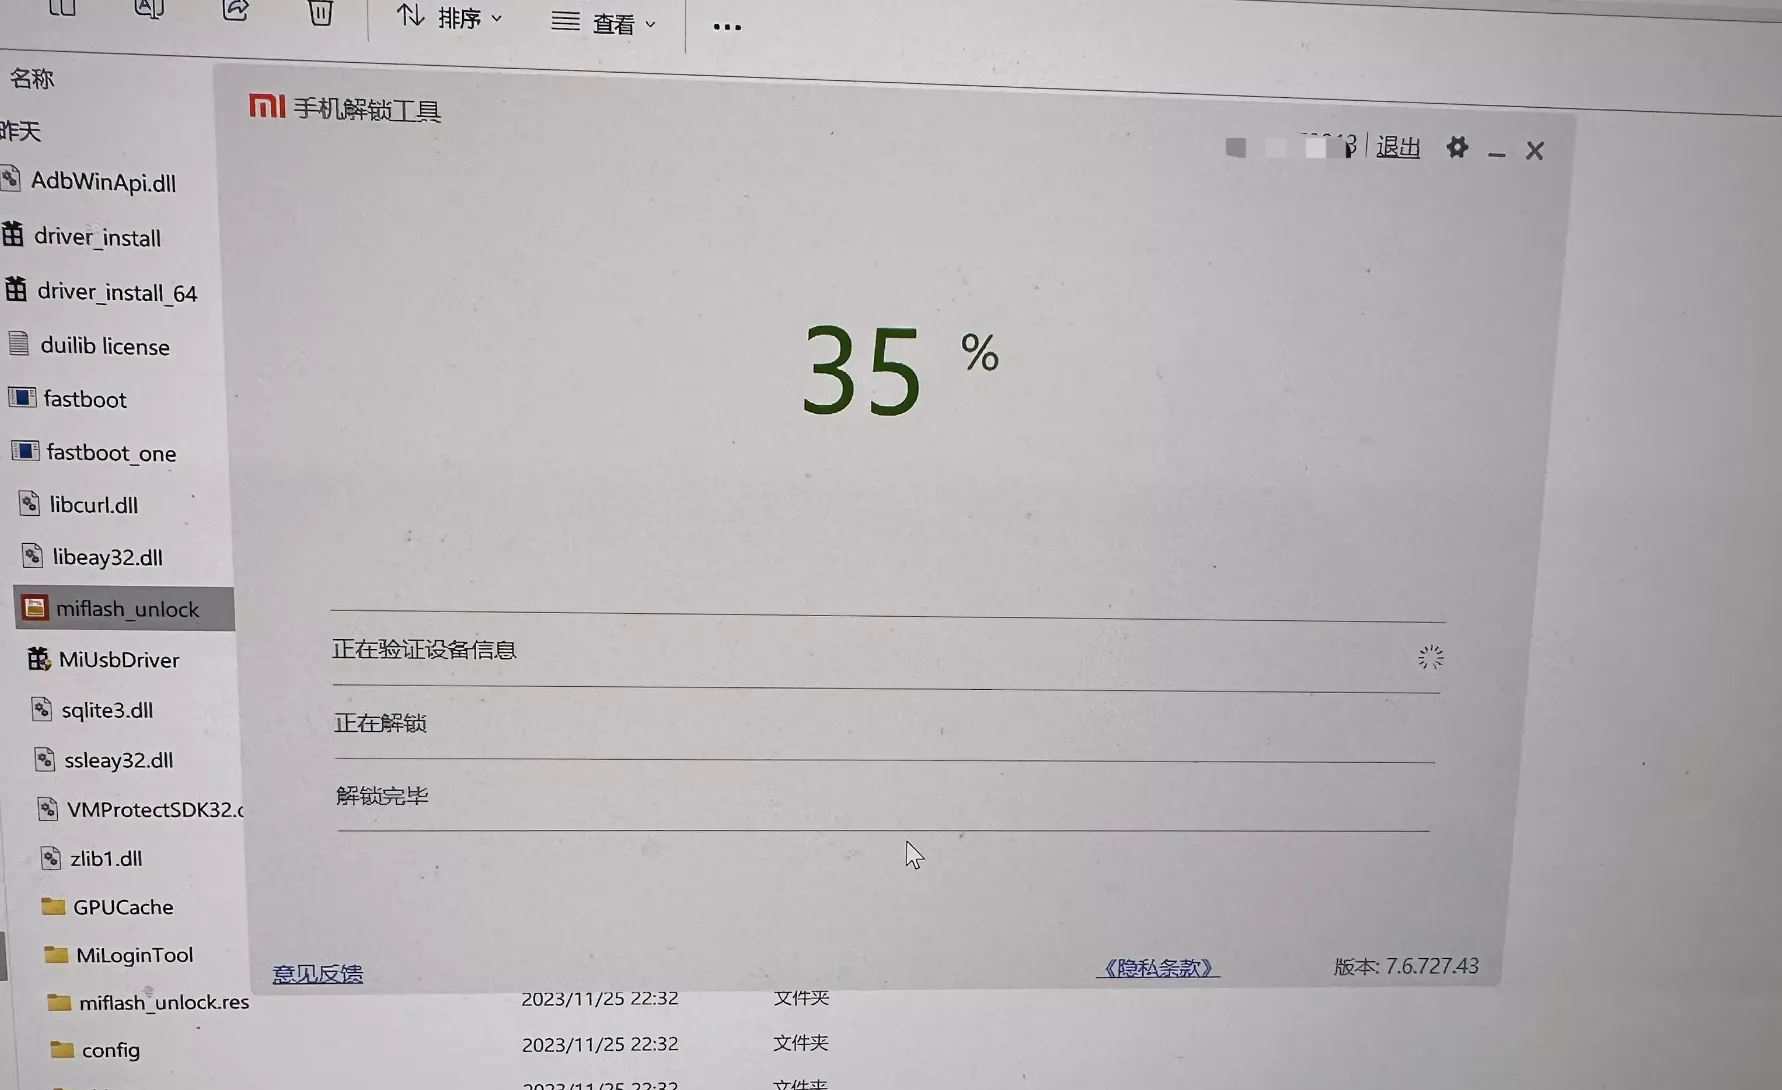 排序
查看
名称
昨天
AdbWinApi.dll
driver_install
driver_install_64
duilib license
fastboot
fastboot_one
libcurl.dll
libeay32.dll
miflash_unlock
MiUsbDriver
sqlite3.dll
ssleay32.dll
VMProtectSDK32.d
zlib1.dll
GPUCache
MiLoginTool
miflash_unlock.res 2023/11/25 22:32 文件夹
config 2023/11/25 22:32 文件夹
2023/11/25 22:32 文件夹
手机解锁工具
退出
35 %
正在验证设备信息
正在解锁
解锁完毕
意见反馈
《隐私条款》
版本: 7.6.727.43